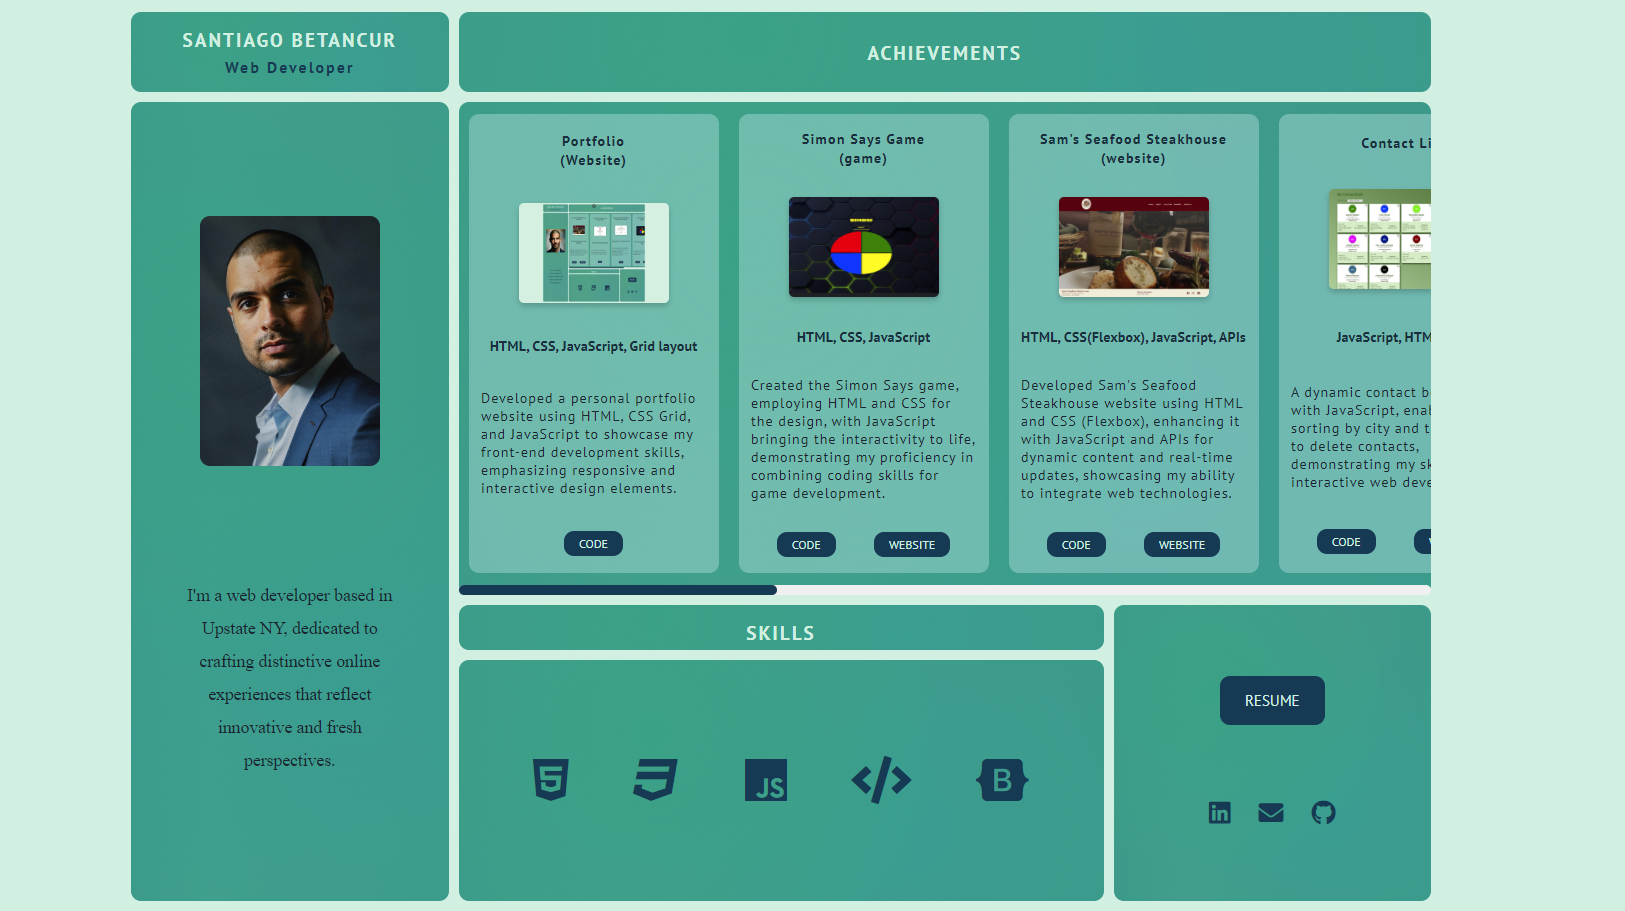 SANTIAGO BETANCUR
Web Developer
I'm a web developer based in
Upstate NY, dedicated to
crafting distinctive online
experiences that reflect
innovative and fresh
perspectives.
ACHIEVEMENTS
Portfolio
(Website)
HTML, CSS, JavaScript, Grid layout
Developed a personal portfolio
website using HTML, CSS Grid,
and JavaScript to showcase my
front-end development skills,
emphasizing responsive and
interactive design elements.
CODE
Simon Says Game
(game)
HTML, CSS, JavaScript
Created the Simon Says game,
employing HTML and CSS for
the design, with JavaScript
bringing the interactivity to life,
demonstrating my proficiency in
combining coding skills for
game development.
CODE WEBSITE
Sam's Seafood Steakhouse
(website)
HTML, CSS(Flexbox), JavaScript, APIs
Developed Sam's Seafood
Steakhouse website using HTML
and CSS (Flexbox), enhancing it
with JavaScript and APIs for
dynamic content and real-time
updates, showcasing my ability
to integrate web technologies.
CODE WEBSITE
Contact Li
JavaScript, HTM
A dynamic contact b
with JavaScript, enal
sorting by city and t
to delete contacts,
demonstrating my sk
interactive web deve
CODE
SKILLS
5
3
JS
</>
B
RESUME
in